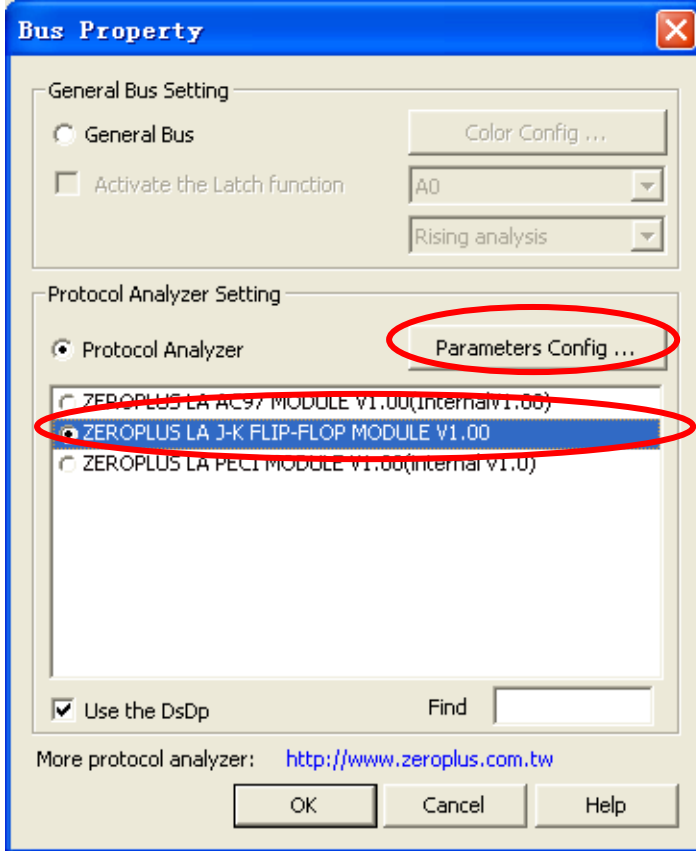 Bus Property
General Bus Setting
General Bus
Color Config ...
Activate the Latch function
A0
Rising analysis
Protocol Analyzer Setting
Protocol Analyzer
Parameters Config ...
ZEROPLUS LA AC97 MODULE V1.00(Internalv1.00)
ZEROPLUS LA J-K FLIP-FLOP MODULE V1.00
ZEROPLUS LA PECI MODULE V1.00(internal v1.0)
Use the DsDp
Find
More protocol analyzer: http://www.zeroplus.com.tw
OK
Cancel
Help